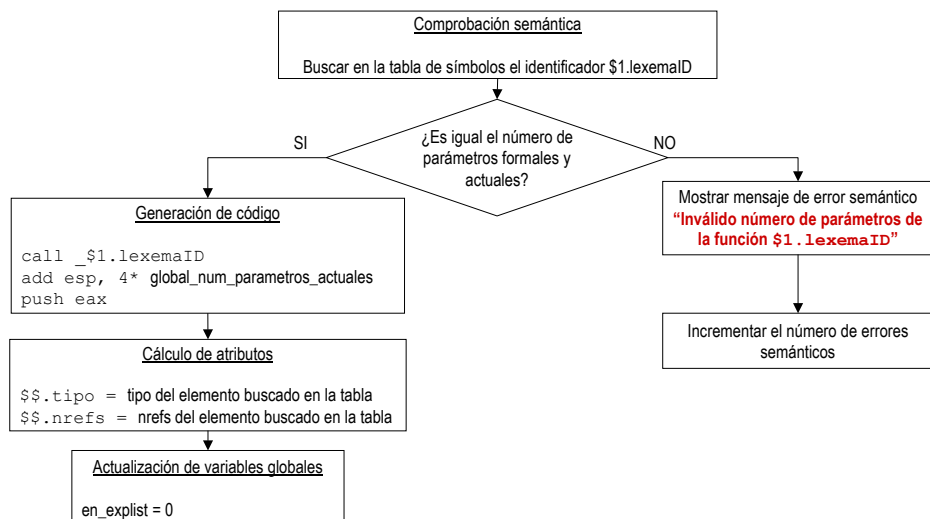 Comprobación semántica
Buscar en la tabla de símbolos el identificador $1.lexemaID
¿Es igual el número de
parámetros formales y
actuales?
SI
NO
Generación de código
call _$1.lexemaID
add esp, 4* global_num_parametros_actuales
push eax
Mostrar mensaje de error semántico
“Inválido número de parámetros de
la función $1.lexemaID”
Incrementar el número de errores
semánticos
Cálculo de atributos
$$.tipo = tipo del elemento buscado en la tabla
$$.nrefs = nrefs del elemento buscado en la tabla
Actualización de variables globales
en_explist = 0